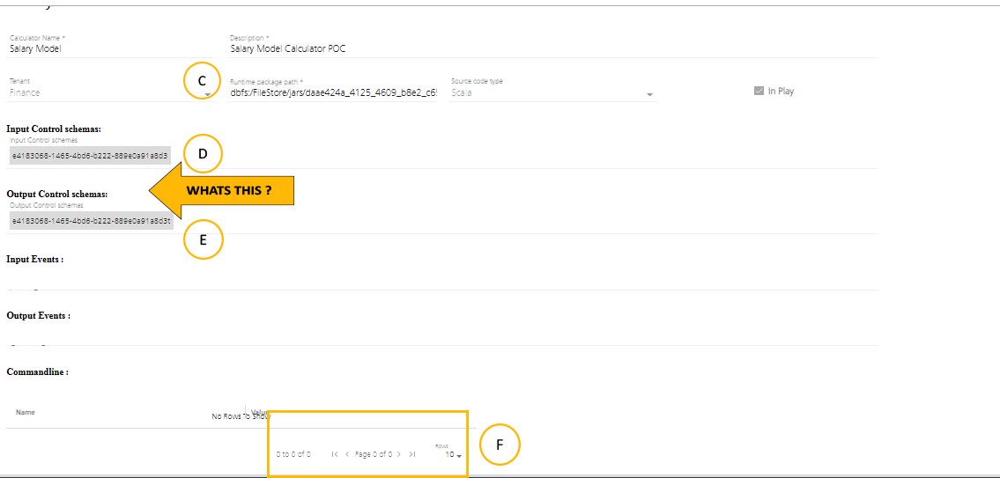 Calculator Name *
Description *
Salary Model
Salary Model Calculator POC
Tenant
Runtime package path *
Source code type
Finance
C
dbfs:/FileStore/jars/daae424a_4125_4609_b8e2_c6
Scala
In Play
Input Control schemas:
Input Control schemas
e4183068-1465-4bd6-b222-889e0a91a8d3
D
Output Control schemas:
WHATS THIS ?
Output Control schemas
e4183068-1465-4bd6-b222-889e0a91a8d3t
E
Input Events :
Output Events :
Commandline :
Name
Value
No Rows To Show
0 to 0 of 0
Page 0 of 0
Rows
10
F